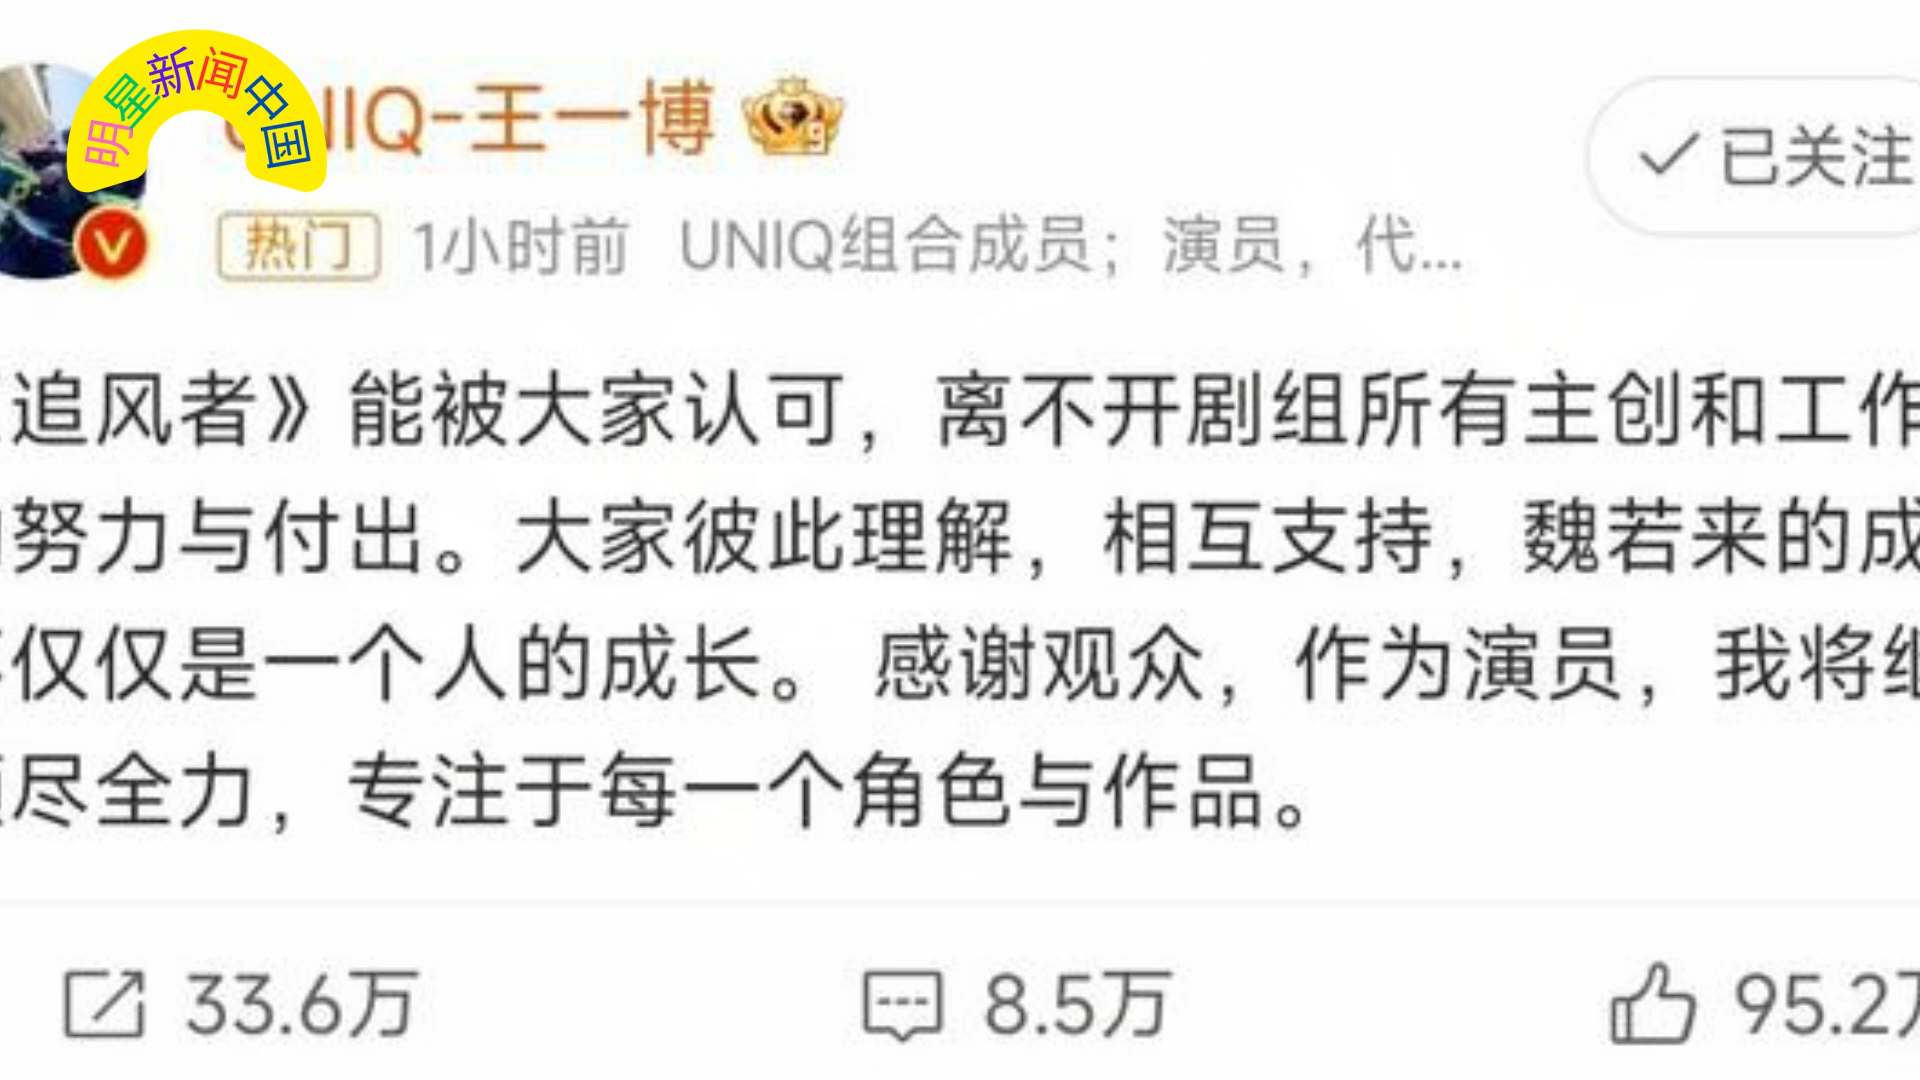 明星新闻中国
UNIQ-王一博
9
已关注
热门 1小时前 UNIQ组合成员；演员，代...
追风者》能被大家认可，离不开剧组所有主创和工作
努力与付出。大家彼此理解，相互支持，魏若来的成
仅仅是一个人的成长。 感谢观众，作为演员，我将继
尽全力，专注于每一个角色与作品。
33.6万 8.5万 95.2万